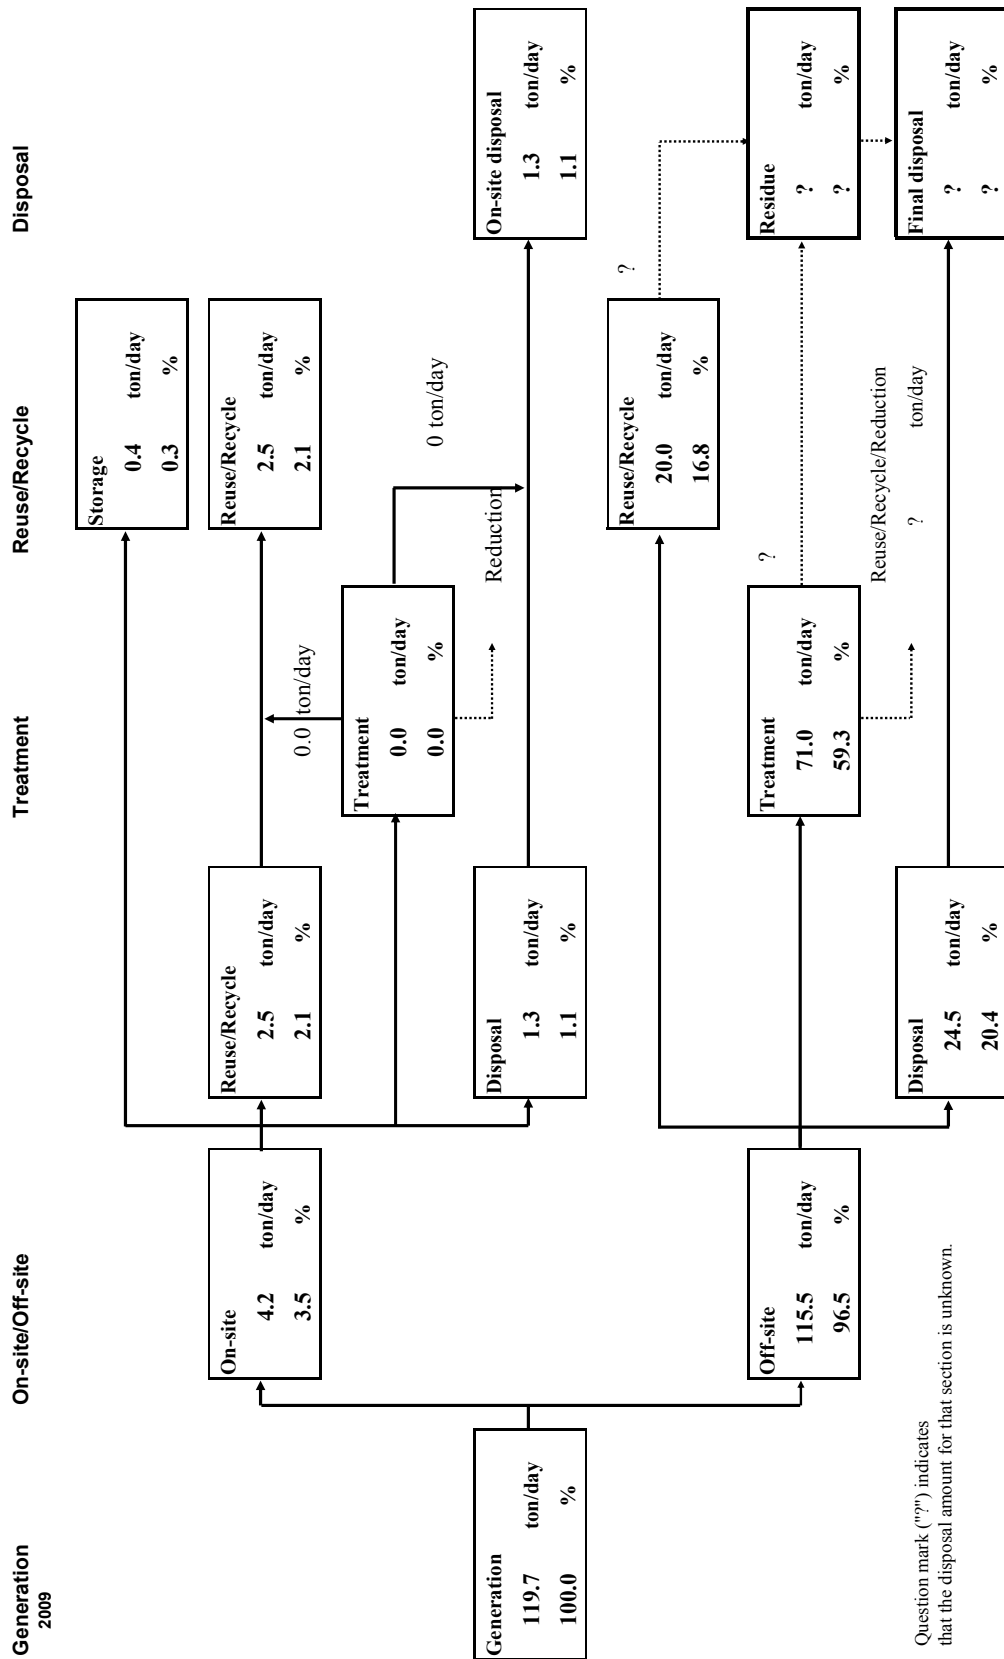 Generation
2009
On-site/Off-site
Treatment
Reuse/Recycle
Disposal
Generation
119.7 ton/day
100.0 %
On-site
4.2 ton/day
3.5 %
Off-site
115.5 ton/day
96.5 %
Reuse/Recycle
2.5 ton/day
2.1 %
Disposal
1.3 ton/day
1.1 %
Treatment
0.0 ton/day
0.0 %
0.0 ton/day
Reduction
0 ton/day
Storage
0.4 ton/day
0.3 %
Reuse/Recycle
2.5 ton/day
2.1 %
On-site disposal
1.3 ton/day
1.1 %
Treatment
71.0 ton/day
59.3 %
Disposal
24.5 ton/day
20.4 %
Reuse/Recycle
20.0 ton/day
16.8 %
?
?
Reuse/Recycle/Reduction
? ton/day
Residue
? ton/day
? %
Final disposal
? ton/day
? %
Question mark ("?") indicates
that the disposal amount for that section is unknown.